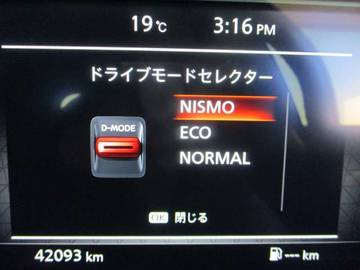 19℃ 3:16 PM
ドライブモードセレクター
NISMO
D-MODE
ECO
NORMAL
OK 閉じる
42093 km --- km